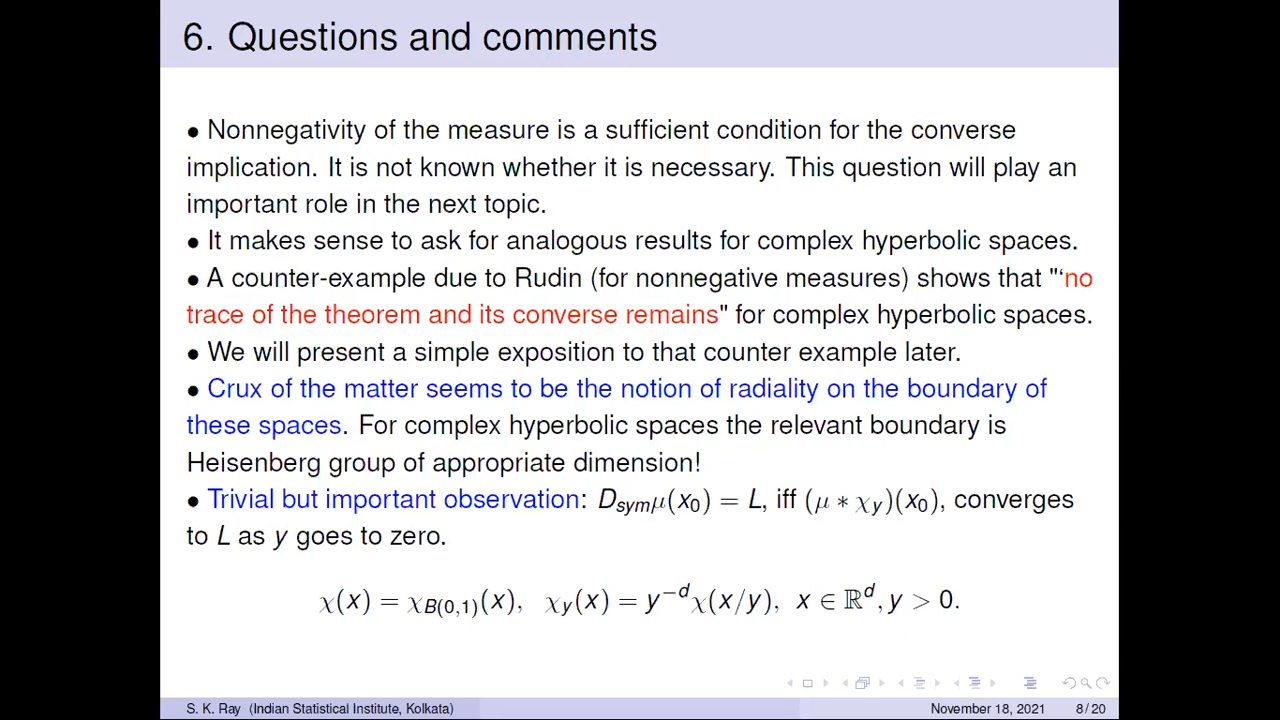 6. Questions and comments
• Nonnegativity of the measure is a sufficient condition for the converse
implication. It is not known whether it is necessary. This question will play an
important role in the next topic.
• It makes sense to ask for analogous results for complex hyperbolic spaces.
• A counter-example due to Rudin (for nonnegative measures) shows that "‘no
trace of the theorem and its converse remains" for complex hyperbolic spaces.
• We will present a simple exposition to that counter example later.
• Crux of the matter seems to be the notion of radiality on the boundary of
these spaces. For complex hyperbolic spaces the relevant boundary is
Heisenberg group of appropriate dimension!
• Trivial but important observation: D_{sym}μ(x₀) = L, iff (μ ∗ χ_y)(x₀), converges
to L as y goes to zero.
χ(x) = χ_{B(0,1)}(x), χ_y(x) = y^{−d}χ(x/y), x ∈ ℝ^d, y > 0.
S. K. Ray (Indian Statistical Institute, Kolkata) November 18, 2021 8/20